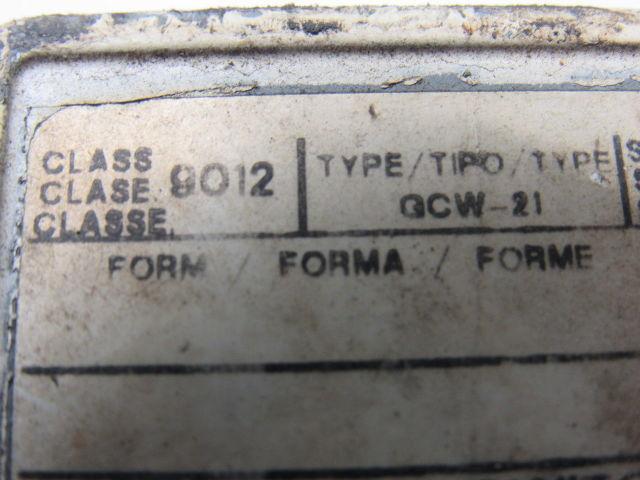 CLASS
CLASE 9012
CLASSE
TYPE/TIPO/TYPE
GCW-21
FORM / FORMA / FORME